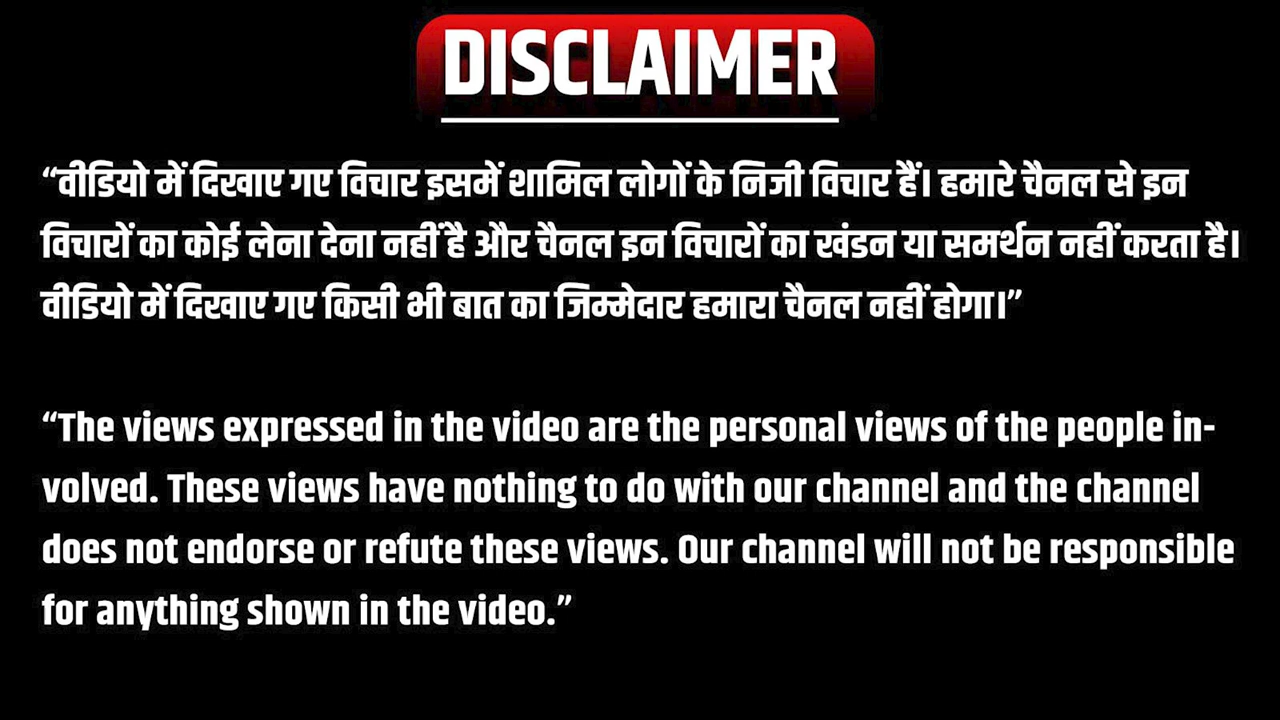 DISCLAIMER
“वीडियो में दिखाए गए विचार इसमें शामिल लोगों के निजी विचार हैं। हमारे चैनल से इन
विचारों का कोई लेना देना नहीं है और चैनल इन विचारों का खंडन या समर्थन नहीं करता है।
वीडियो में दिखाए गए किसी भी बात का जिम्मेदार हमारा चैनल नहीं होगा।”
“The views expressed in the video are the personal views of the people in-
volved. These views have nothing to do with our channel and the channel
does not endorse or refute these views. Our channel will not be responsible
for anything shown in the video.”